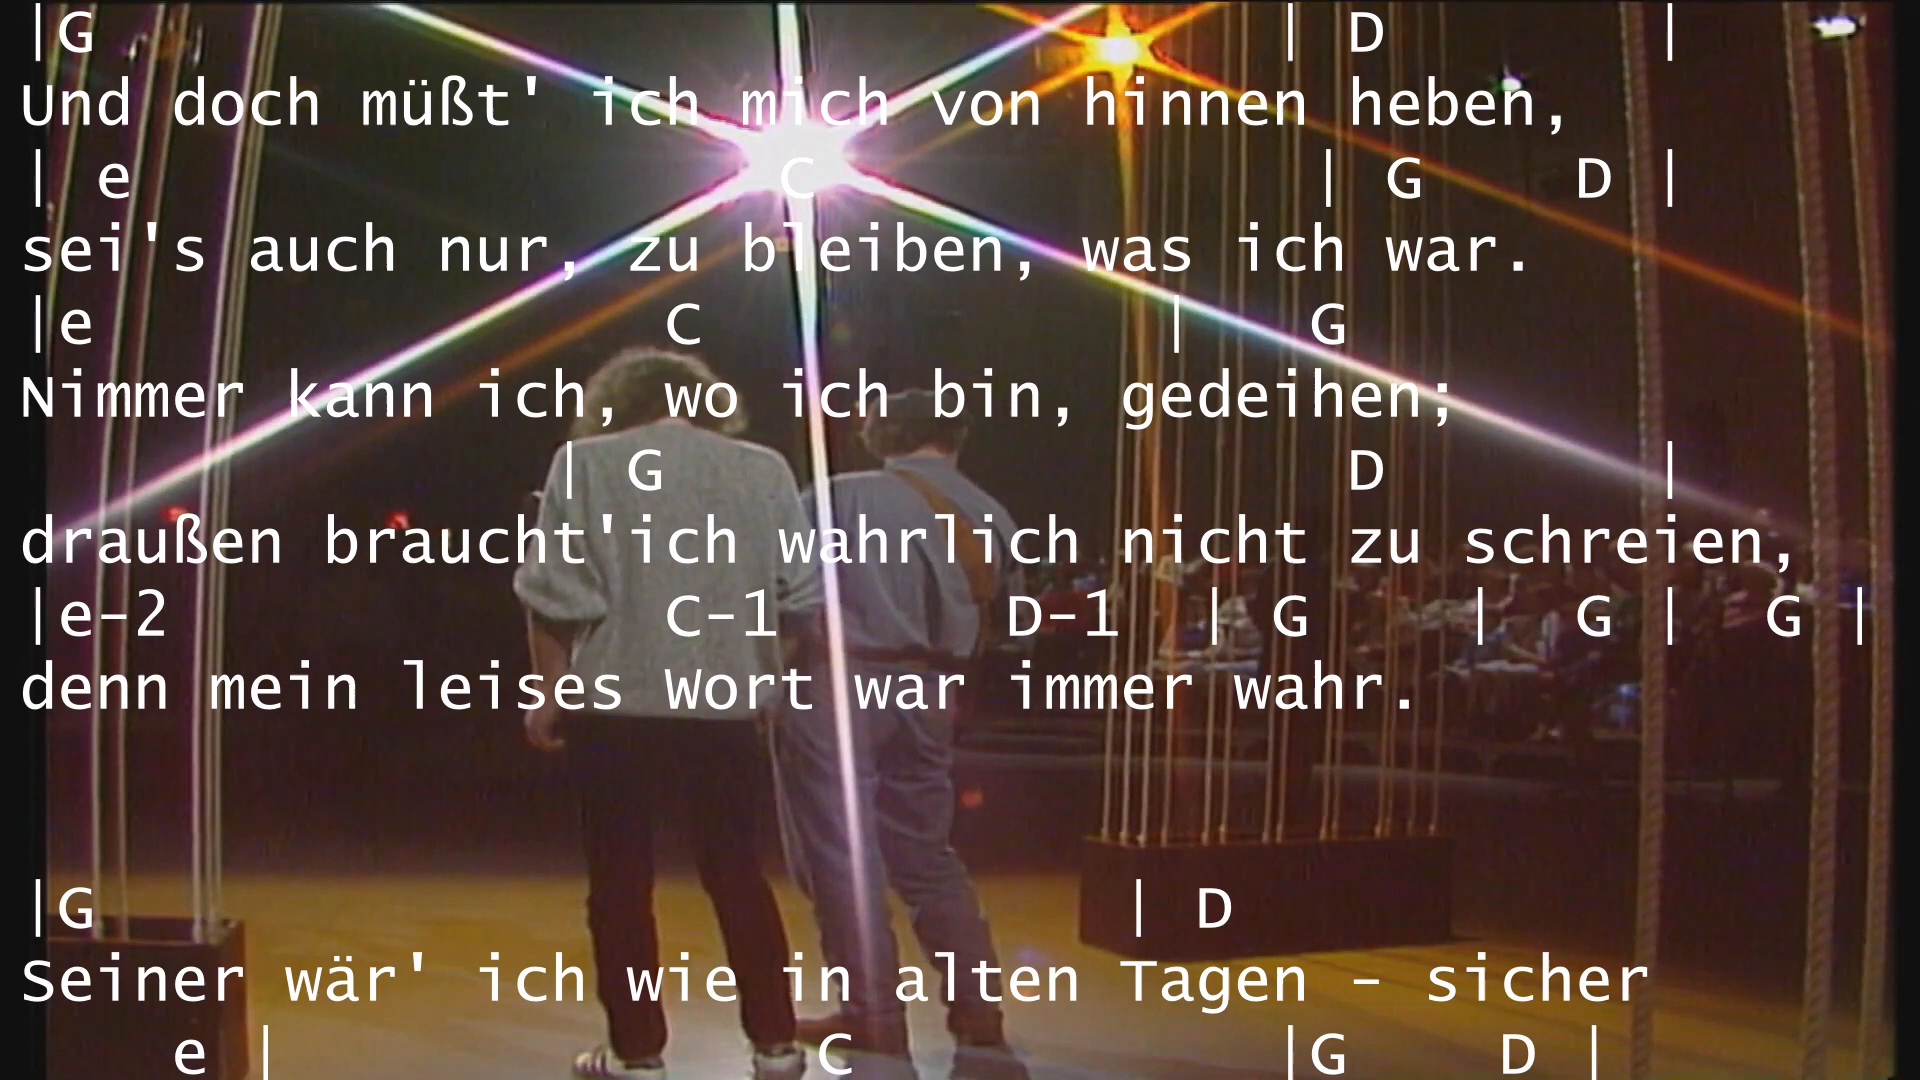 |G | D |
Und doch müßt' ich mich von hinnen heben,
| e C | G D |
sei's auch nur, zu bleiben, was ich war.
|e C | G
Nimmer kann ich, wo ich bin, gedeihen;
| G D |
draußen braucht'ich wahrlich nicht zu schreien,
|e-2 C-1 D-1 | G | G | G |
denn mein leises Wort war immer wahr.
|G | D
Seiner wär' ich wie in alten Tagen - sicher
e | C |G D |